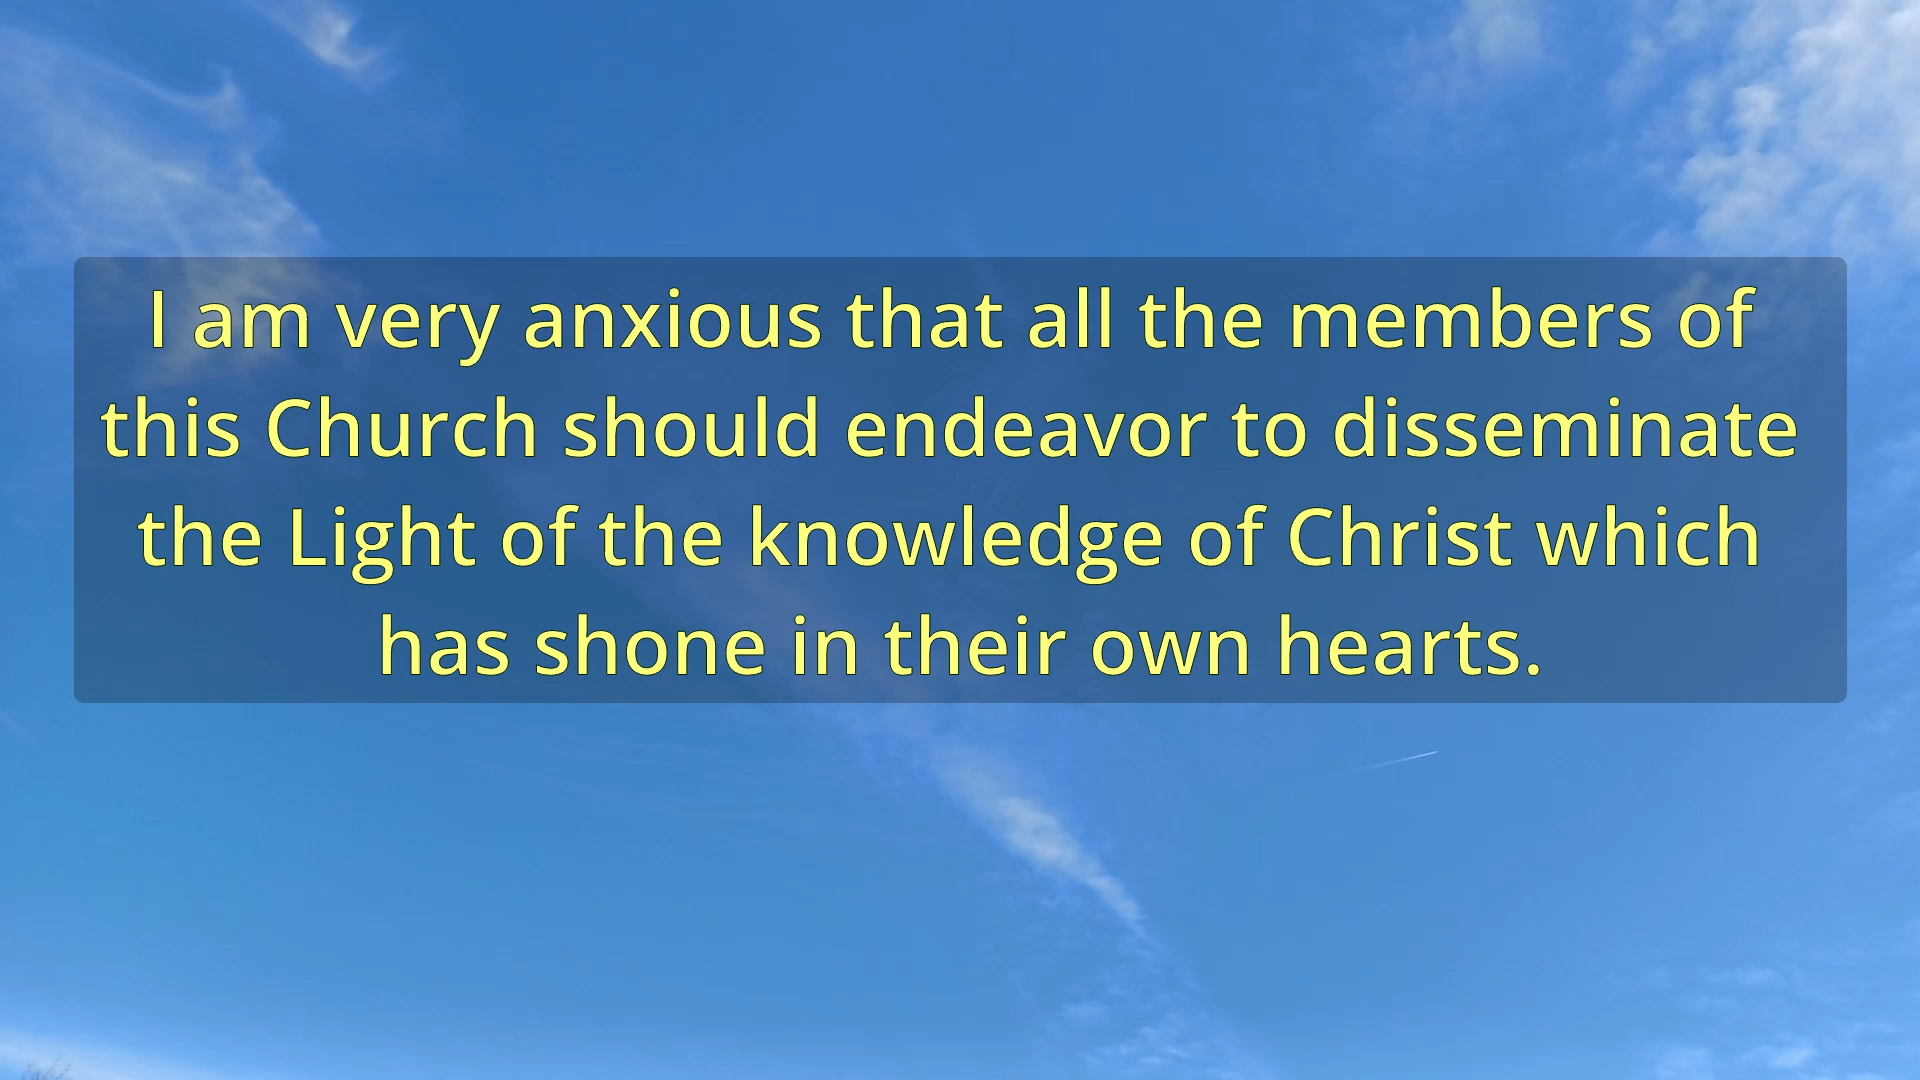 I am very anxious that all the members of
this Church should endeavor to disseminate
the Light of the knowledge of Christ which
has shone in their own hearts.